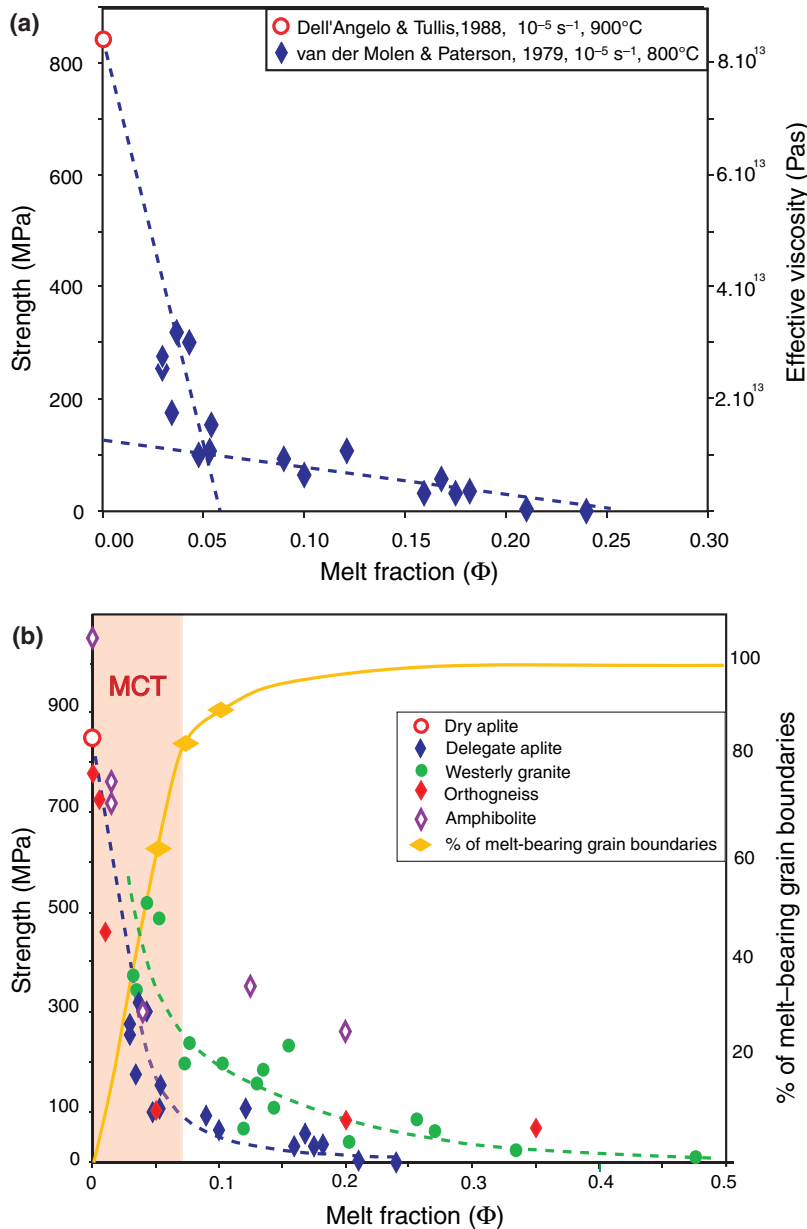 (a)
Dell'Angelo & Tullis,1988, 10⁻⁵ s⁻¹, 900°C
van der Molen & Paterson, 1979, 10⁻⁵ s⁻¹, 800°C
800
600
400
200
0
Strength (MPa)
8.10¹³
6.10¹³
4.10¹³
2.10¹³
Effective viscosity (Pas)
0.00 0.05 0.10 0.15 0.20 0.25 0.30
Melt fraction (Φ)
(b)
MCT
900
700
500
300
100
0
Strength (MPa)
Dry aplite
Delegate aplite
Westerly granite
Orthogneiss
Amphibolite
% of melt-bearing grain boundaries
100
80
60
40
20
% of melt–bearing grain boundaries
0 0.1 0.2 0.3 0.4 0.5
Melt fraction (Φ)